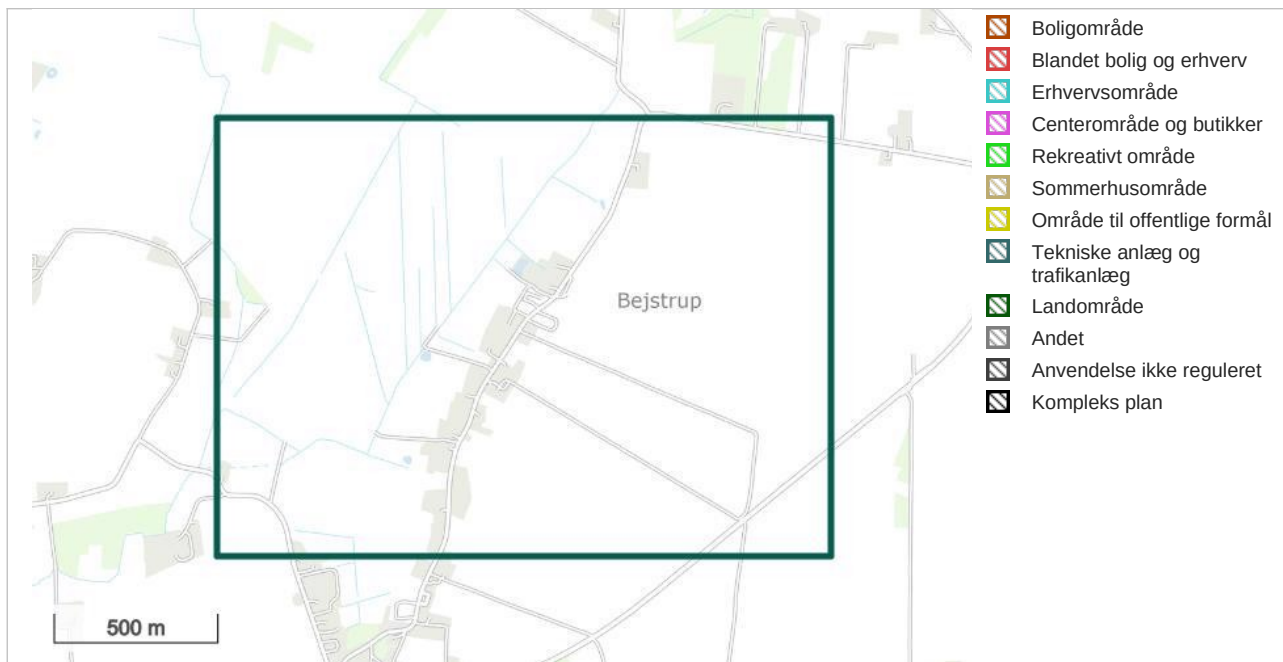 Bejstrup
500 m
Boligområde
Blandet bolig og erhverv
Erhvervsområde
Centerområde og butikker
Rekreativt område
Sommerhusområde
Område til offentlige formål
Tekniske anlæg og
trafikanlæg
Landområde
Andet
Anvendelse ikke reguleret
Kompleks plan